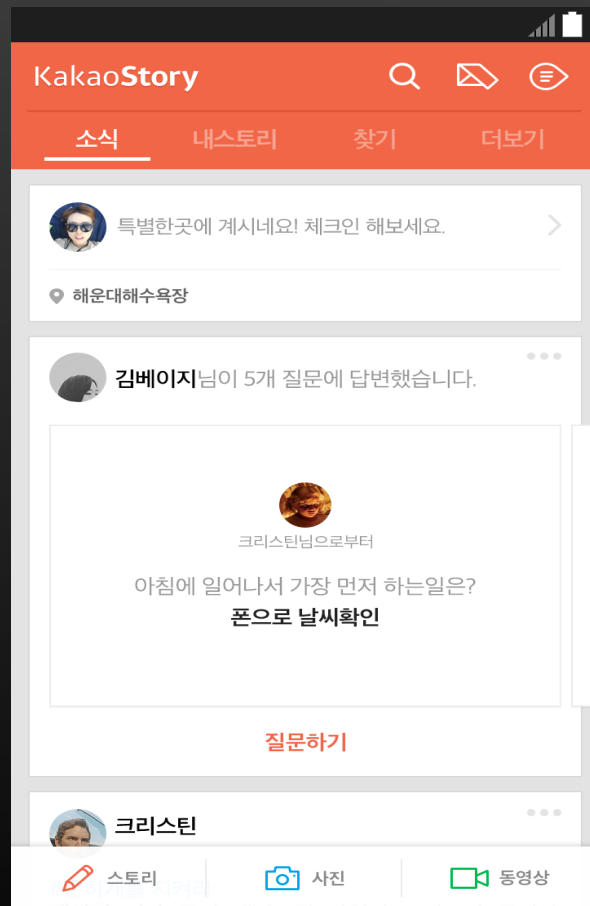 KakaoStory
소식 내스토리 찾기 더보기
특별한곳에 계시네요! 체크인 해보세요.
해운대해수욕장
김베이지님이 5개 질문에 답변했습니다.
크리스틴님으로부터
아침에 일어나서 가장 먼저 하는일은?
폰으로 날씨확인
질문하기
크리스틴
스토리 사진 동영상